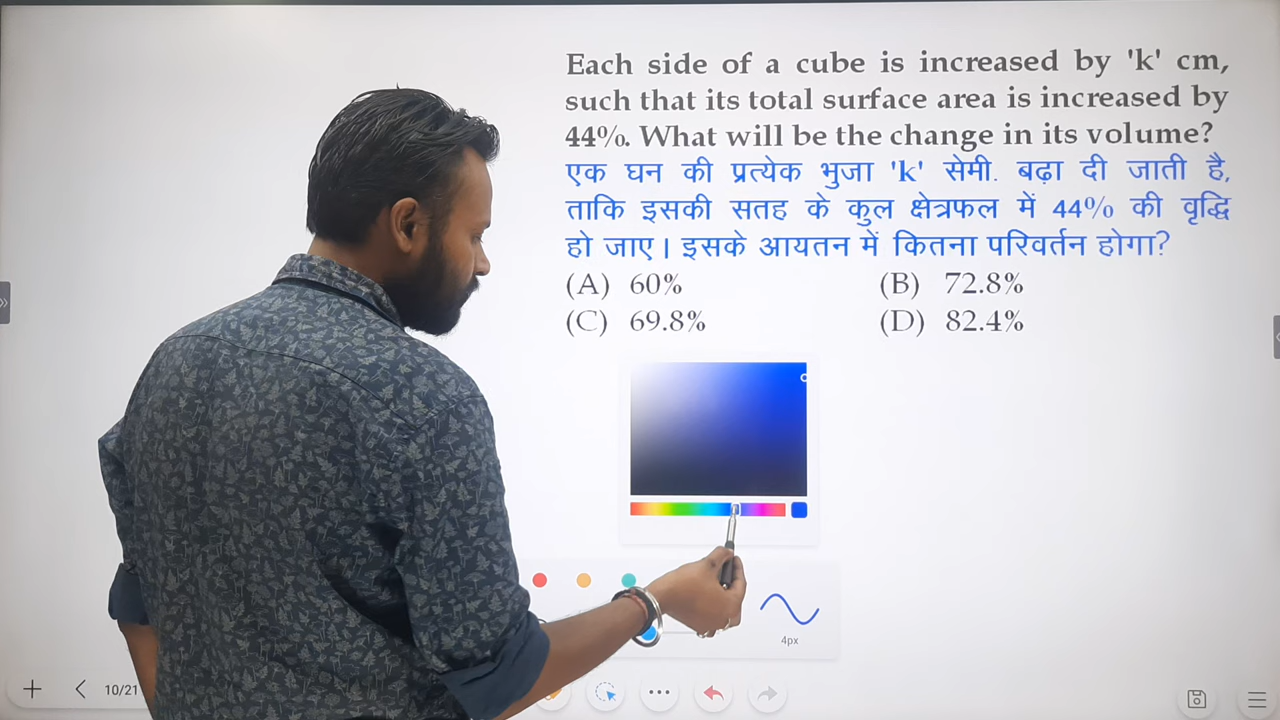 Each side of a cube is increased by 'k' cm,
such that its total surface area is increased by
44%. What will be the change in its volume?
एक घन की प्रत्येक भुजा 'k' सेमी. बढ़ा दी जाती है,
ताकि इसकी सतह के कुल क्षेत्रफल में 44% की वृद्धि
हो जाए। इसके आयतन में कितना परिवर्तन होगा?
(A) 60% (B) 72.8%
(C) 69.8% (D) 82.4%
4px
10/21